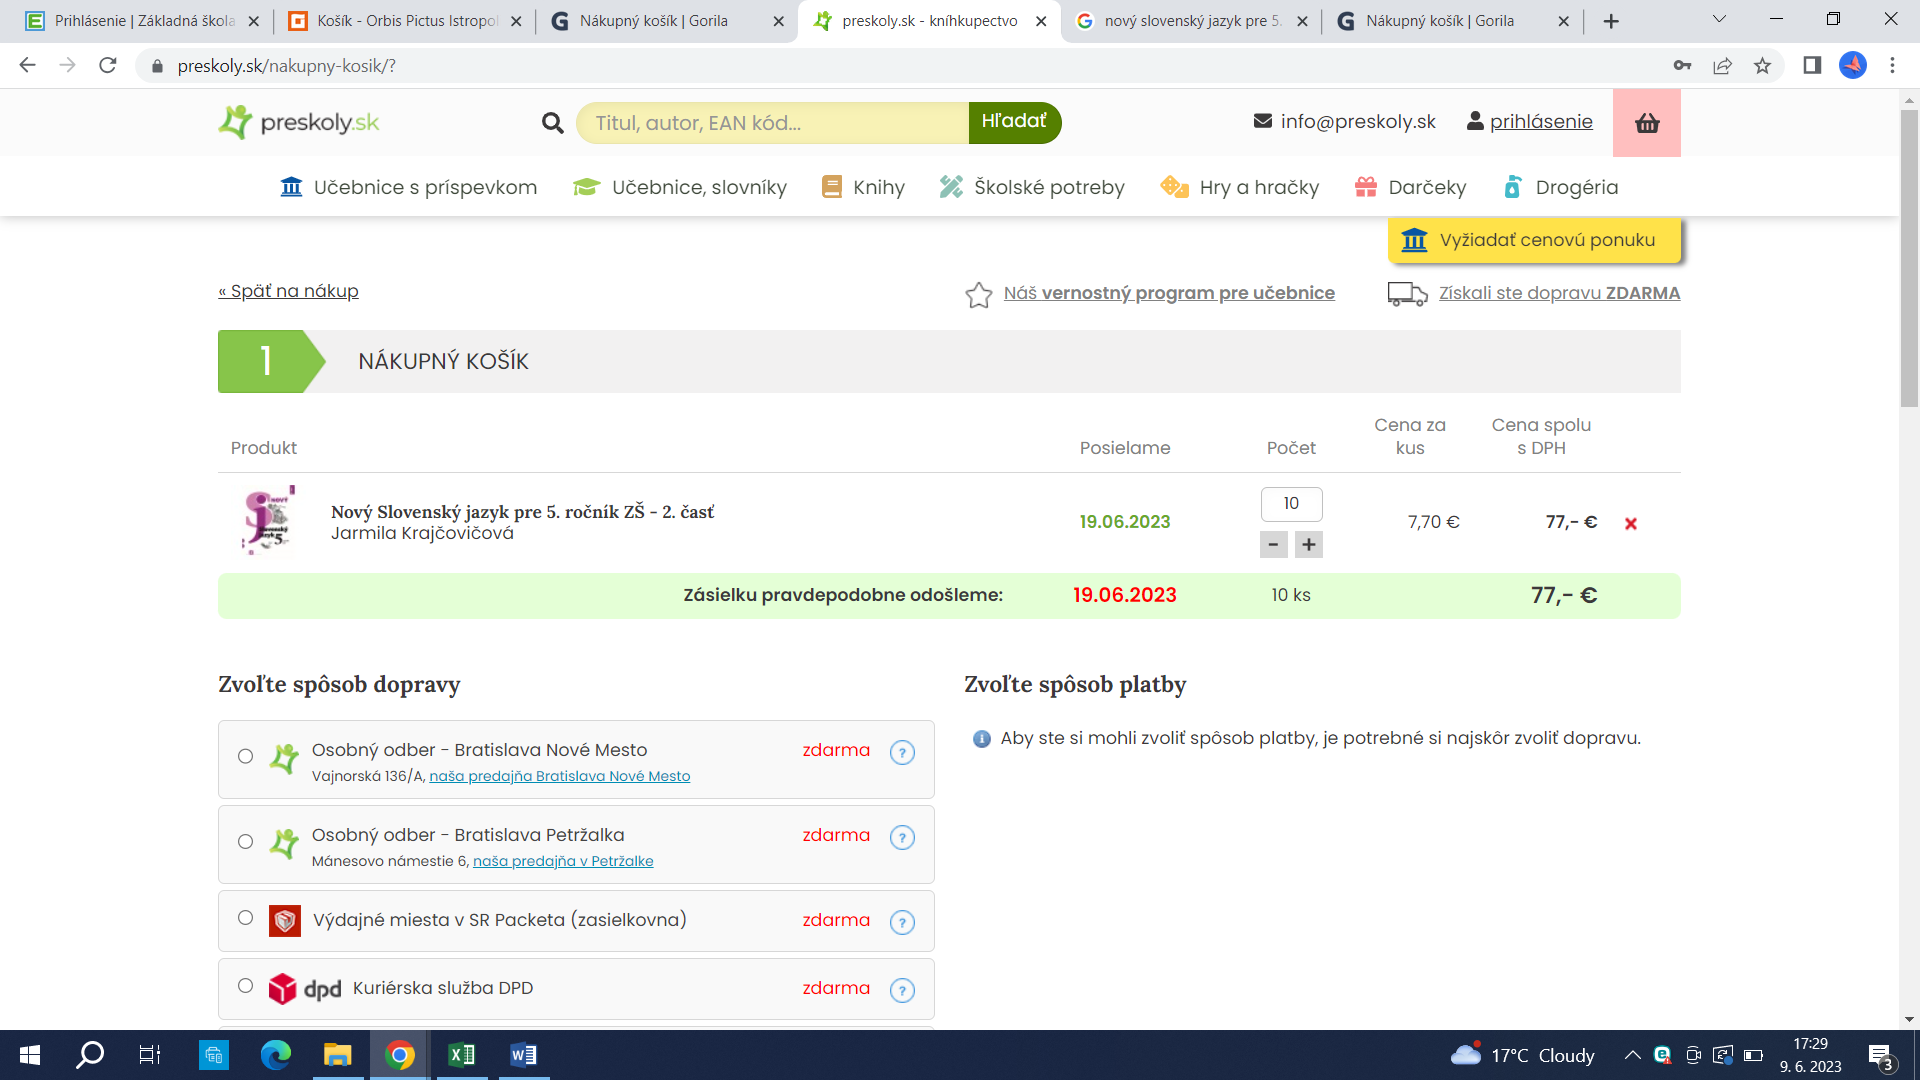 Prihlásenie | Základná škola
Košík - Orbis Pictus Istropol
Nákupný košík | Gorila
preskoly.sk - kníhkupectvo
nový slovenský jazyk pre 5.
Nákupný košík | Gorila
preskoly.sk/nakupny-kosik/?
preskoly.sk
Titul, autor, EAN kód...
Hľadať
info@preskoly.sk
prihlásenie
Učebnice s príspevkom
Učebnice, slovníky
Knihy
Školské potreby
Hry a hračky
Darčeky
Drogéria
Vyžiadať cenovú ponuku
« Späť na nákup
Náš vernostný program pre učebnice
Získali ste dopravu ZDARMA
1
NÁKUPNÝ KOŠÍK
Produkt
Posielame
Počet
Cena za
kus
Cena spolu
s DPH
Nový Slovenský jazyk pre 5. ročník ZŠ - 2. časť
Jarmila Krajčovičová
19.06.2023
10
- +
7,70 €
77,- €
Zásielku pravdepodobne odošleme:
19.06.2023
10 ks
77,- €
Zvoľte spôsob dopravy
Zvoľte spôsob platby
Aby ste si mohli zvoliť spôsob platby, je potrebné si najskôr zvoliť dopravu.
Osobný odber - Bratislava Nové Mesto
zdarma
?
Vajnorská 136/A, naša predajňa Bratislava Nové Mesto
Osobný odber - Bratislava Petržalka
zdarma
?
Mánesovo námestie 6, naša predajňa v Petržalke
Výdajné miesta v SR Packeta (zasielkovna)
zdarma
?
dpd
Kuriérska služba DPD
zdarma
?
17°C Cloudy
17:29
9. 6. 2023
3